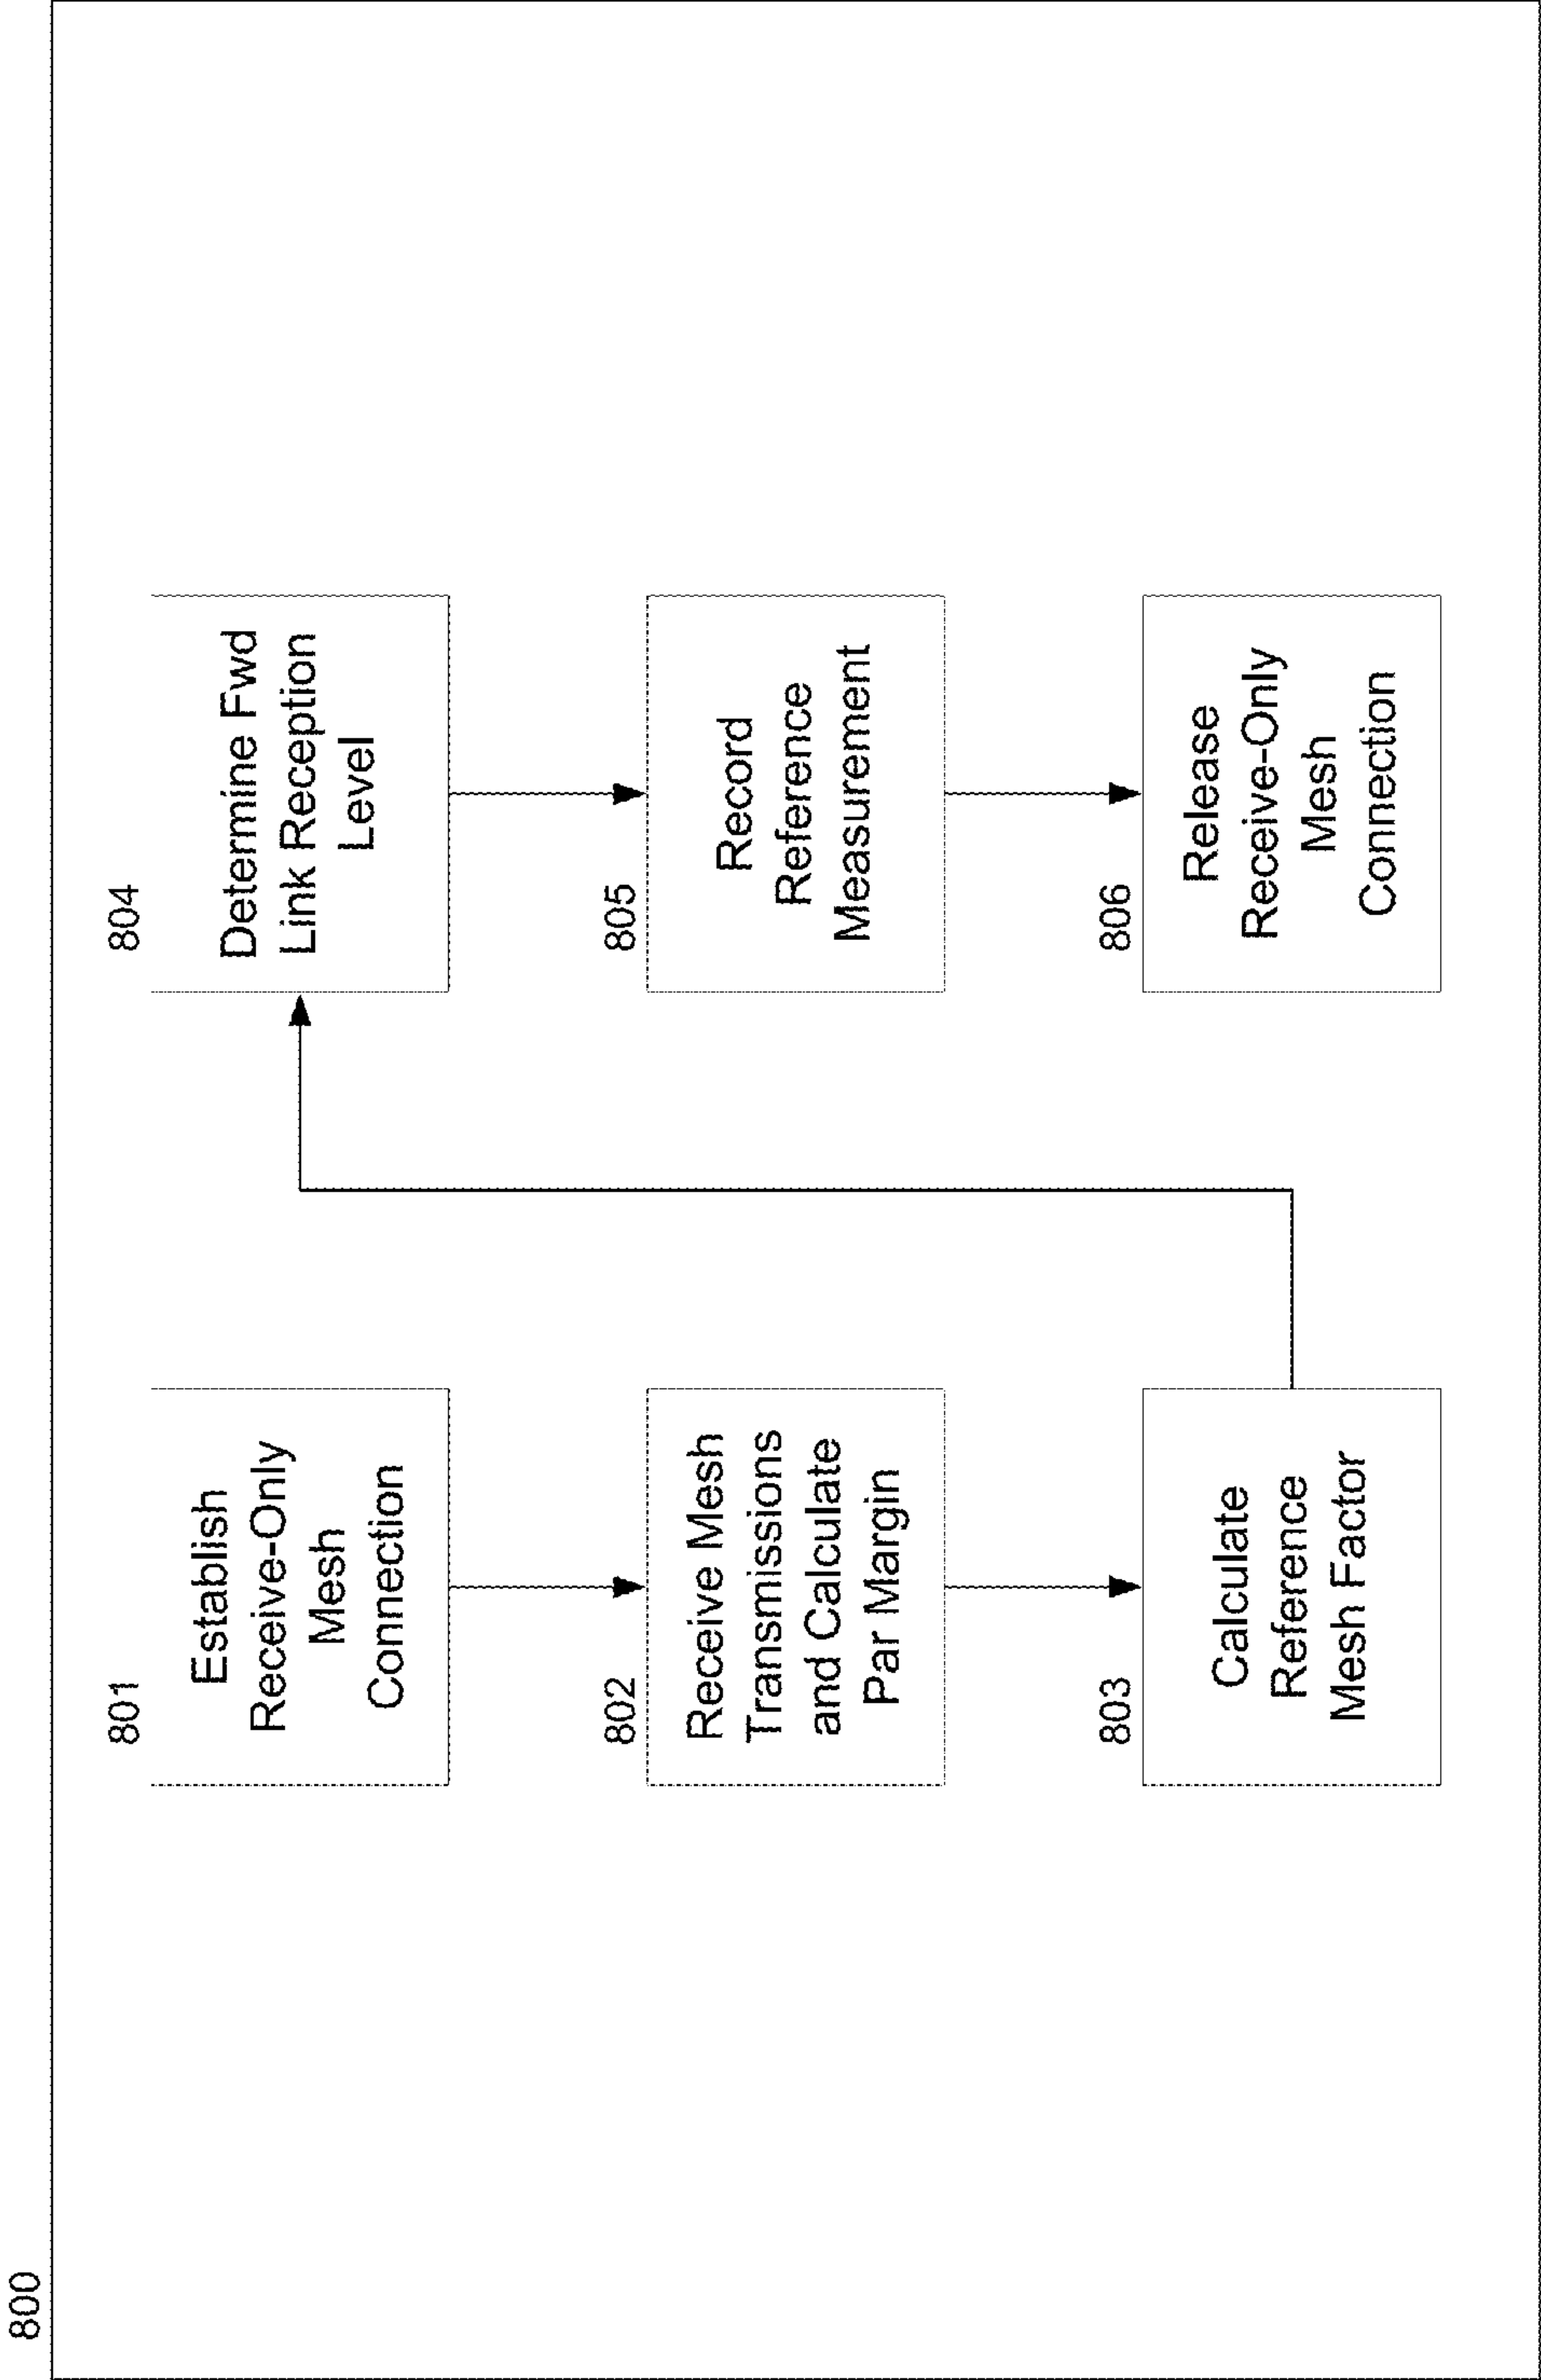 800
801
Establish
Receive-Only
Mesh
Connection
802
Receive Mesh
Transmissions
and Calculate
Par Margin
803
Calculate
Reference
Mesh Factor
804
Determine Fwd
Link Reception
Level
805
Record
Reference
Measurement
806
Release
Receive-Only
Mesh
Connection